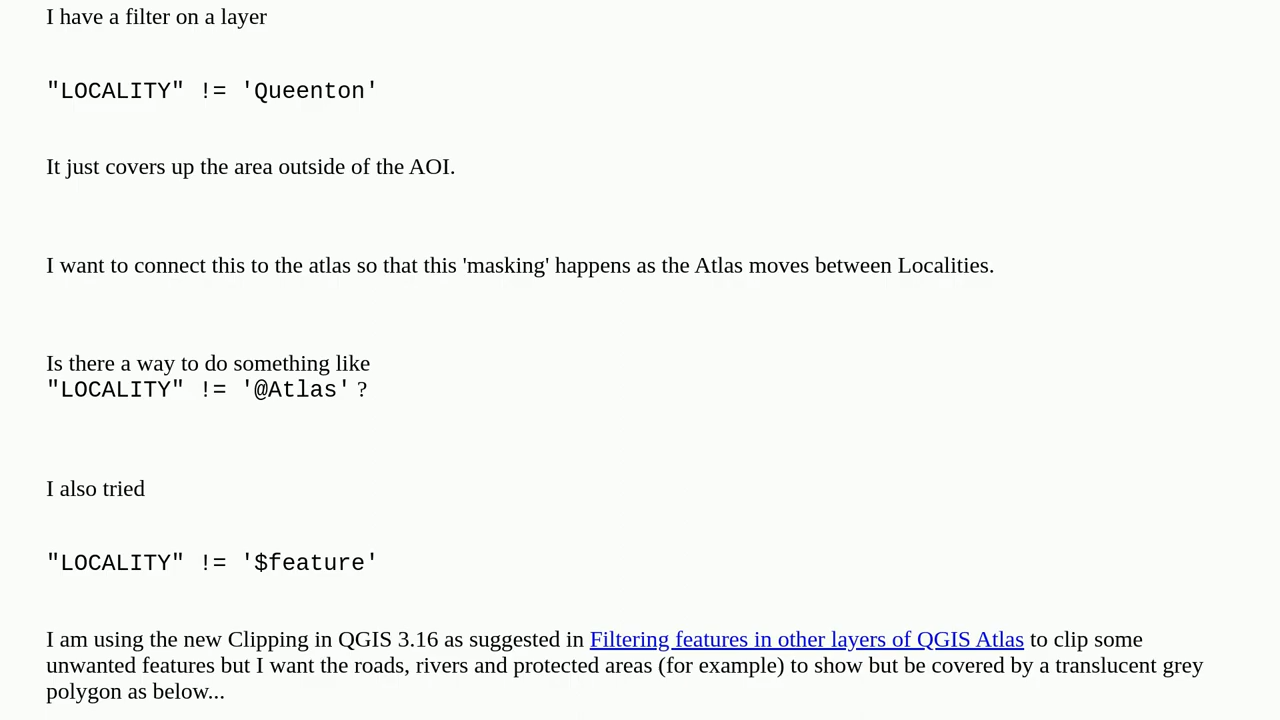 I have a filter on a layer
"LOCALITY" != 'Queenton'
It just covers up the area outside of the AOI.
I want to connect this to the atlas so that this 'masking' happens as the Atlas moves between Localities.
Is there a way to do something like
"LOCALITY" != '@Atlas' ?
I also tried
"LOCALITY" != '$feature'
I am using the new Clipping in QGIS 3.16 as suggested in Filtering features in other layers of QGIS Atlas to clip some
unwanted features but I want the roads, rivers and protected areas (for example) to show but be covered by a translucent grey
polygon as below...